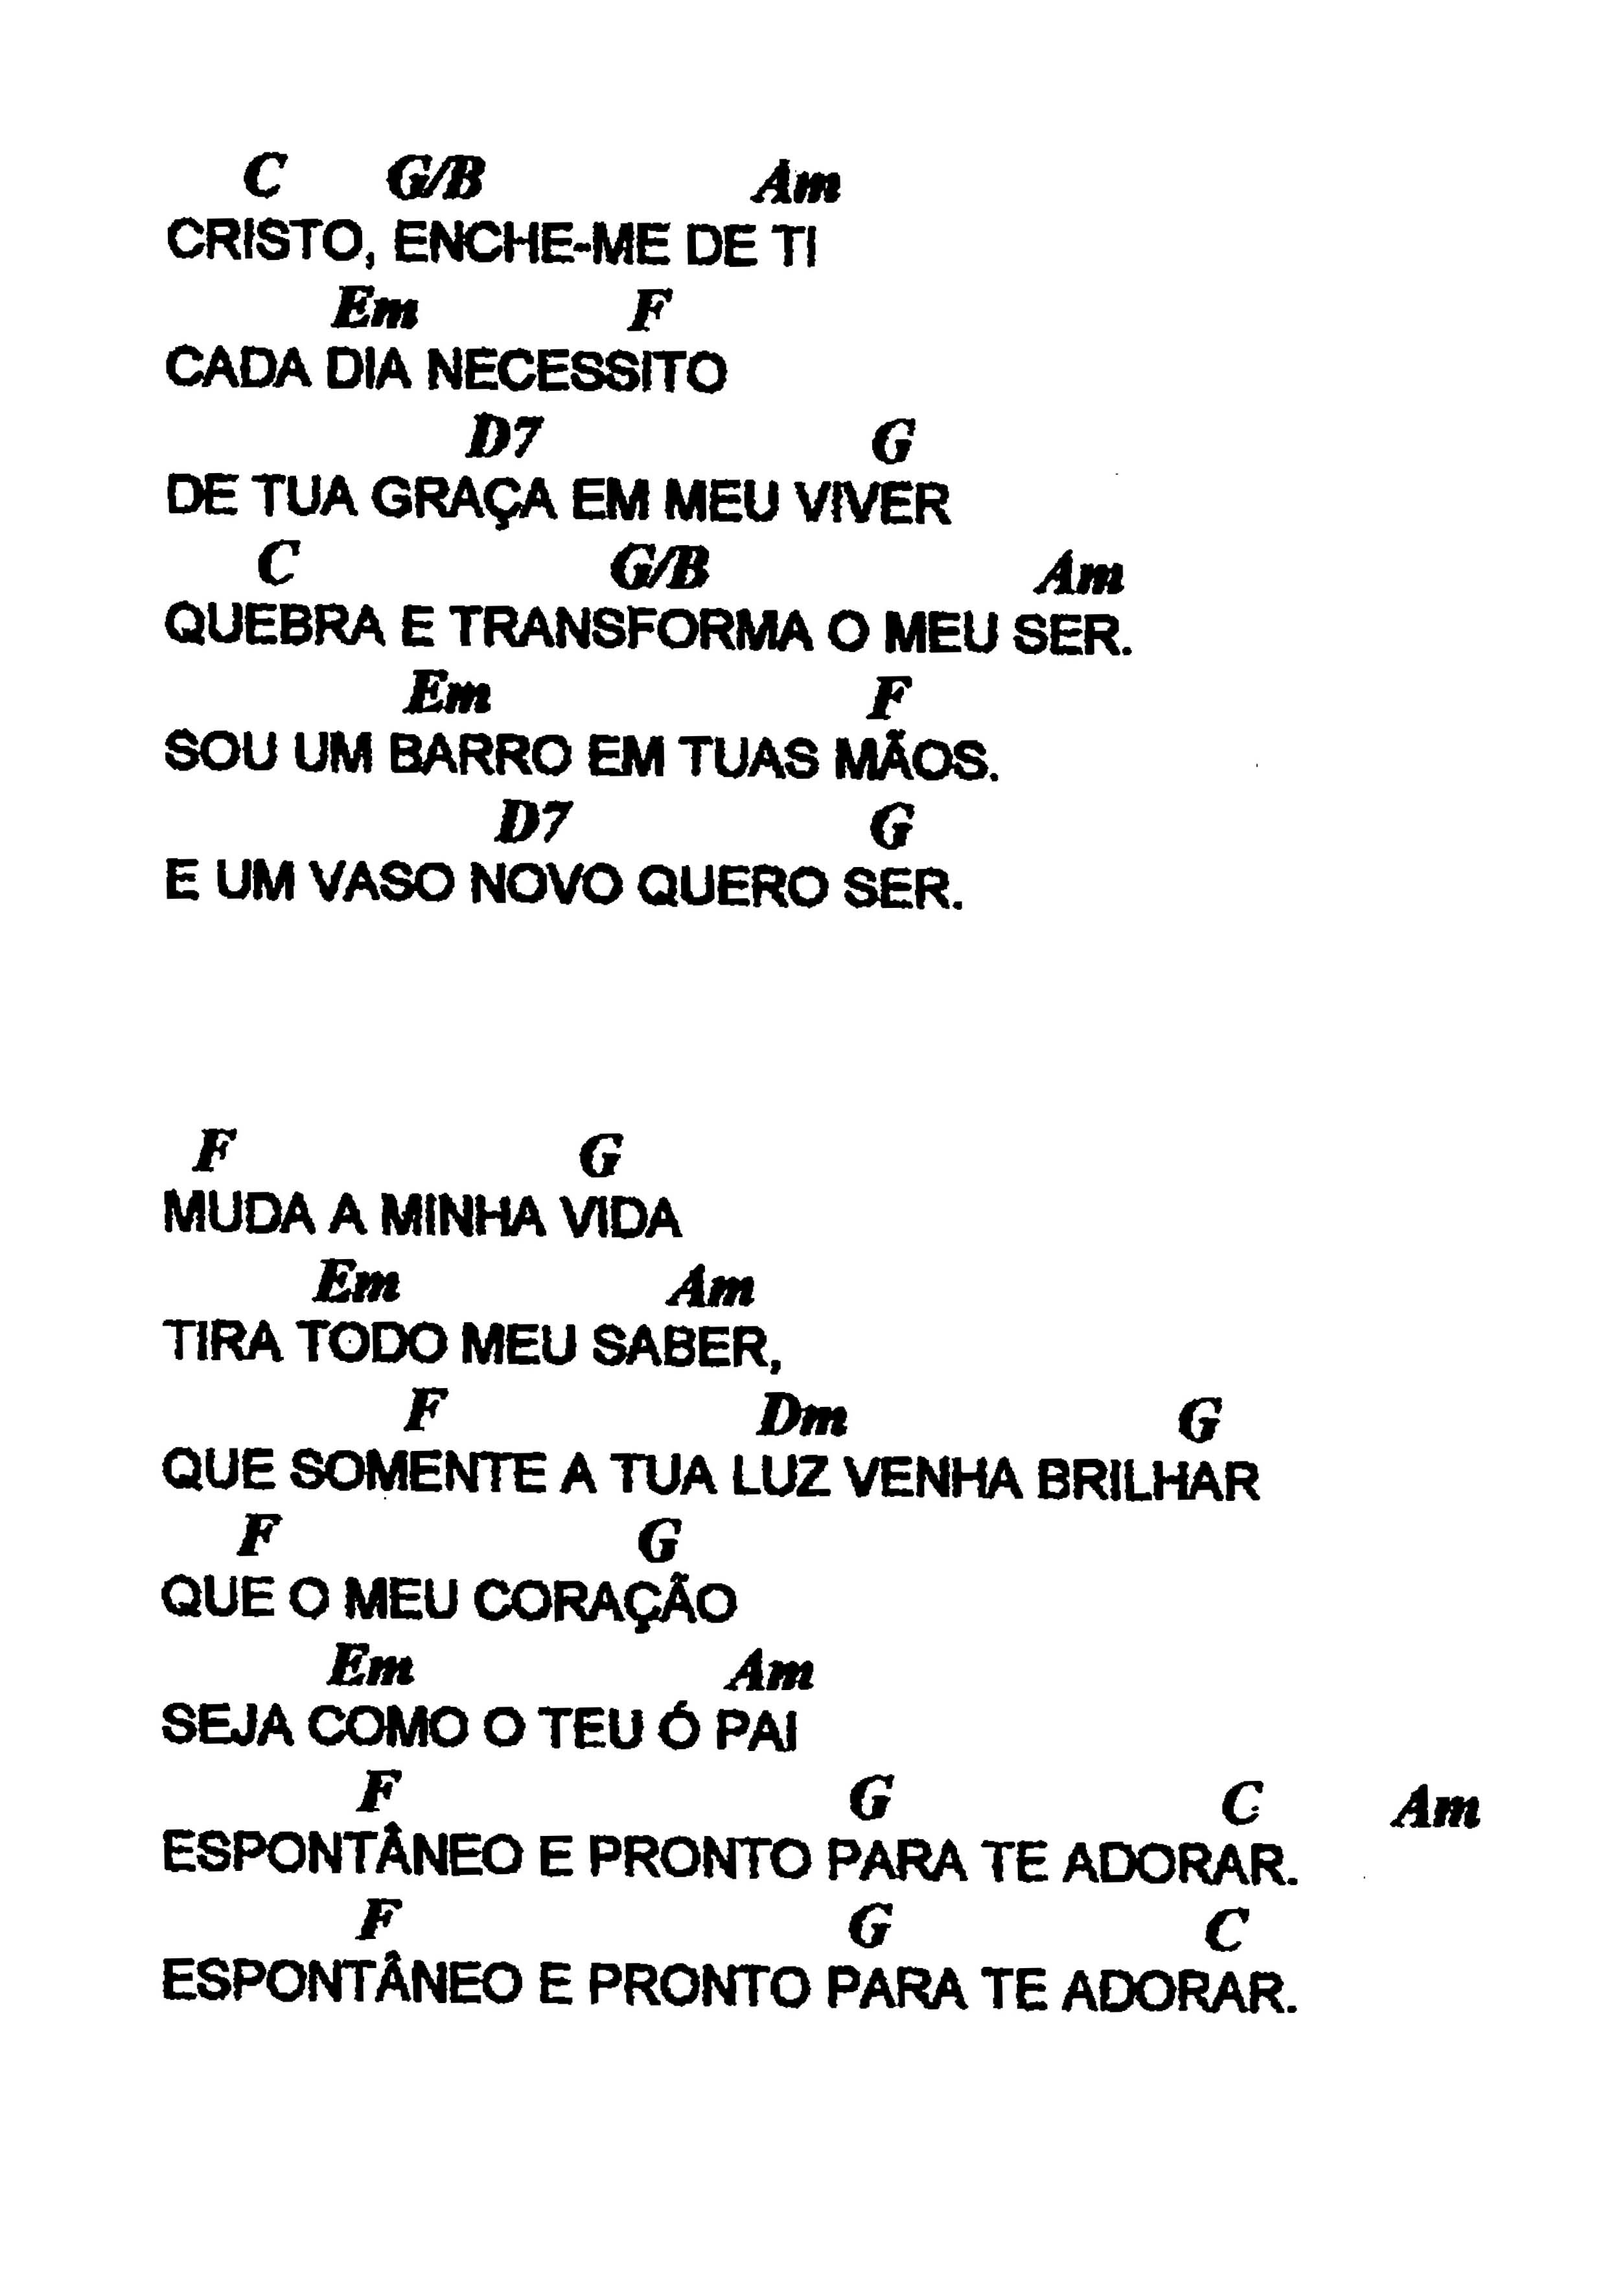 C G/B Am
CRISTO, ENCHE-ME DE TI
Em F
CADA DIA NECESSITO
D7 G
DE TUA GRAÇA EM MEU VIVER
C G/B Am
QUEBRA E TRANSFORMA O MEU SER.
Em F
SOU UM BARRO EM TUAS MÃOS.
D7 G
E UM VASO NOVO QUERO SER.
F G
MUDA A MINHA VIDA
Em Am
TIRA TODO MEU SABER,
F Dm G
QUE SOMENTE A TUA LUZ VENHA BRILHAR
F G
QUE O MEU CORAÇÃO
Em Am
SEJA COMO O TEU Ó PAI
F G C Am
ESPONTÂNEO E PRONTO PARA TE ADORAR.
F G C
ESPONTÂNEO E PRONTO PARA TE ADORAR.